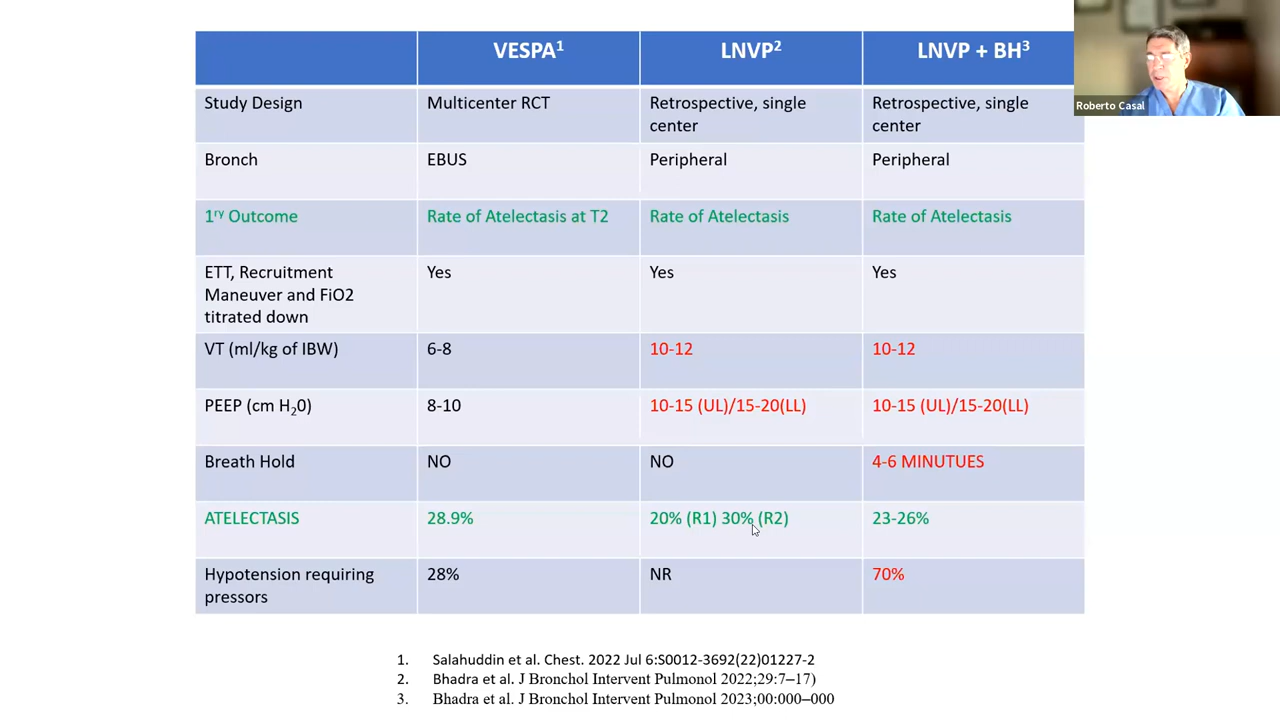 VESPA1
LNVP2
LNVP + BH3
Roberto Casal
Study Design
Multicenter RCT
Retrospective, single
center
Retrospective, single
center
Bronch
EBUS
Peripheral
Peripheral
1ry Outcome
Rate of Atelectasis at T2
Rate of Atelectasis
Rate of Atelectasis
ETT, Recruitment
Maneuver and FiO2
titrated down
Yes
Yes
Yes
VT (ml/kg of IBW)
6-8
10-12
10-12
PEEP (cm H20)
8-10
10-15 (UL)/15-20(LL)
10-15 (UL)/15-20(LL)
Breath Hold
NO
NO
4-6 MINUTUES
ATELECTASIS
28.9%
20% (R1) 30% (R2)
23-26%
Hypotension requiring
pressors
28%
NR
70%
1. Salahuddin et al. Chest. 2022 Jul 6:S0012-3692(22)01227-2
2. Bhadra et al. J Bronchol Intervent Pulmonol 2022;29:7–17)
3. Bhadra et al. J Bronchol Intervent Pulmonol 2023;00:000–000